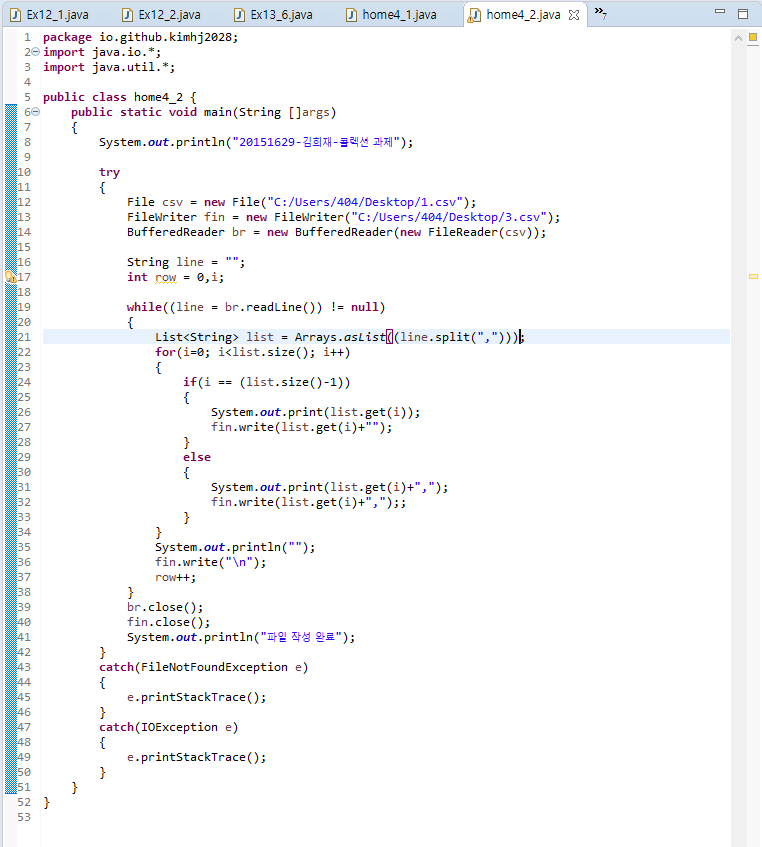 Ex12_1.java Ex12_2.java Ex13_6.java home4_1.java home4_2.java »7
1 package io.github.kimhj2028;
2 import java.io.*;
3 import java.util.*;
4
5 public class home4_2 {
6 public static void main(String []args)
7 {
8 System.out.println("20151629-김희재-콜렉션 과제");
9
10 try
11 {
12 File csv = new File("C:/Users/404/Desktop/1.csv");
13 FileWriter fin = new FileWriter("C:/Users/404/Desktop/3.csv");
14 BufferedReader br = new BufferedReader(new FileReader(csv));
15
16 String line = "";
17 int row = 0,i;
18
19 while((line = br.readLine()) != null)
20 {
21 List<String> list = Arrays.asList((line.split(",")));
22 for(i=0; i<list.size(); i++)
23 {
24 if(i == (list.size()-1))
25 {
26 System.out.print(list.get(i));
27 fin.write(list.get(i)+"");
28 }
29 else
30 {
31 System.out.print(list.get(i)+",");
32 fin.write(list.get(i)+",");;
33 }
34 }
35 System.out.println("");
36 fin.write("\n");
37 row++;
38 }
39 br.close();
40 fin.close();
41 System.out.println("파일 작성 완료");
42 }
43 catch(FileNotFoundException e)
44 {
45 e.printStackTrace();
46 }
47 catch(IOException e)
48 {
49 e.printStackTrace();
50 }
51 }
52 }
53